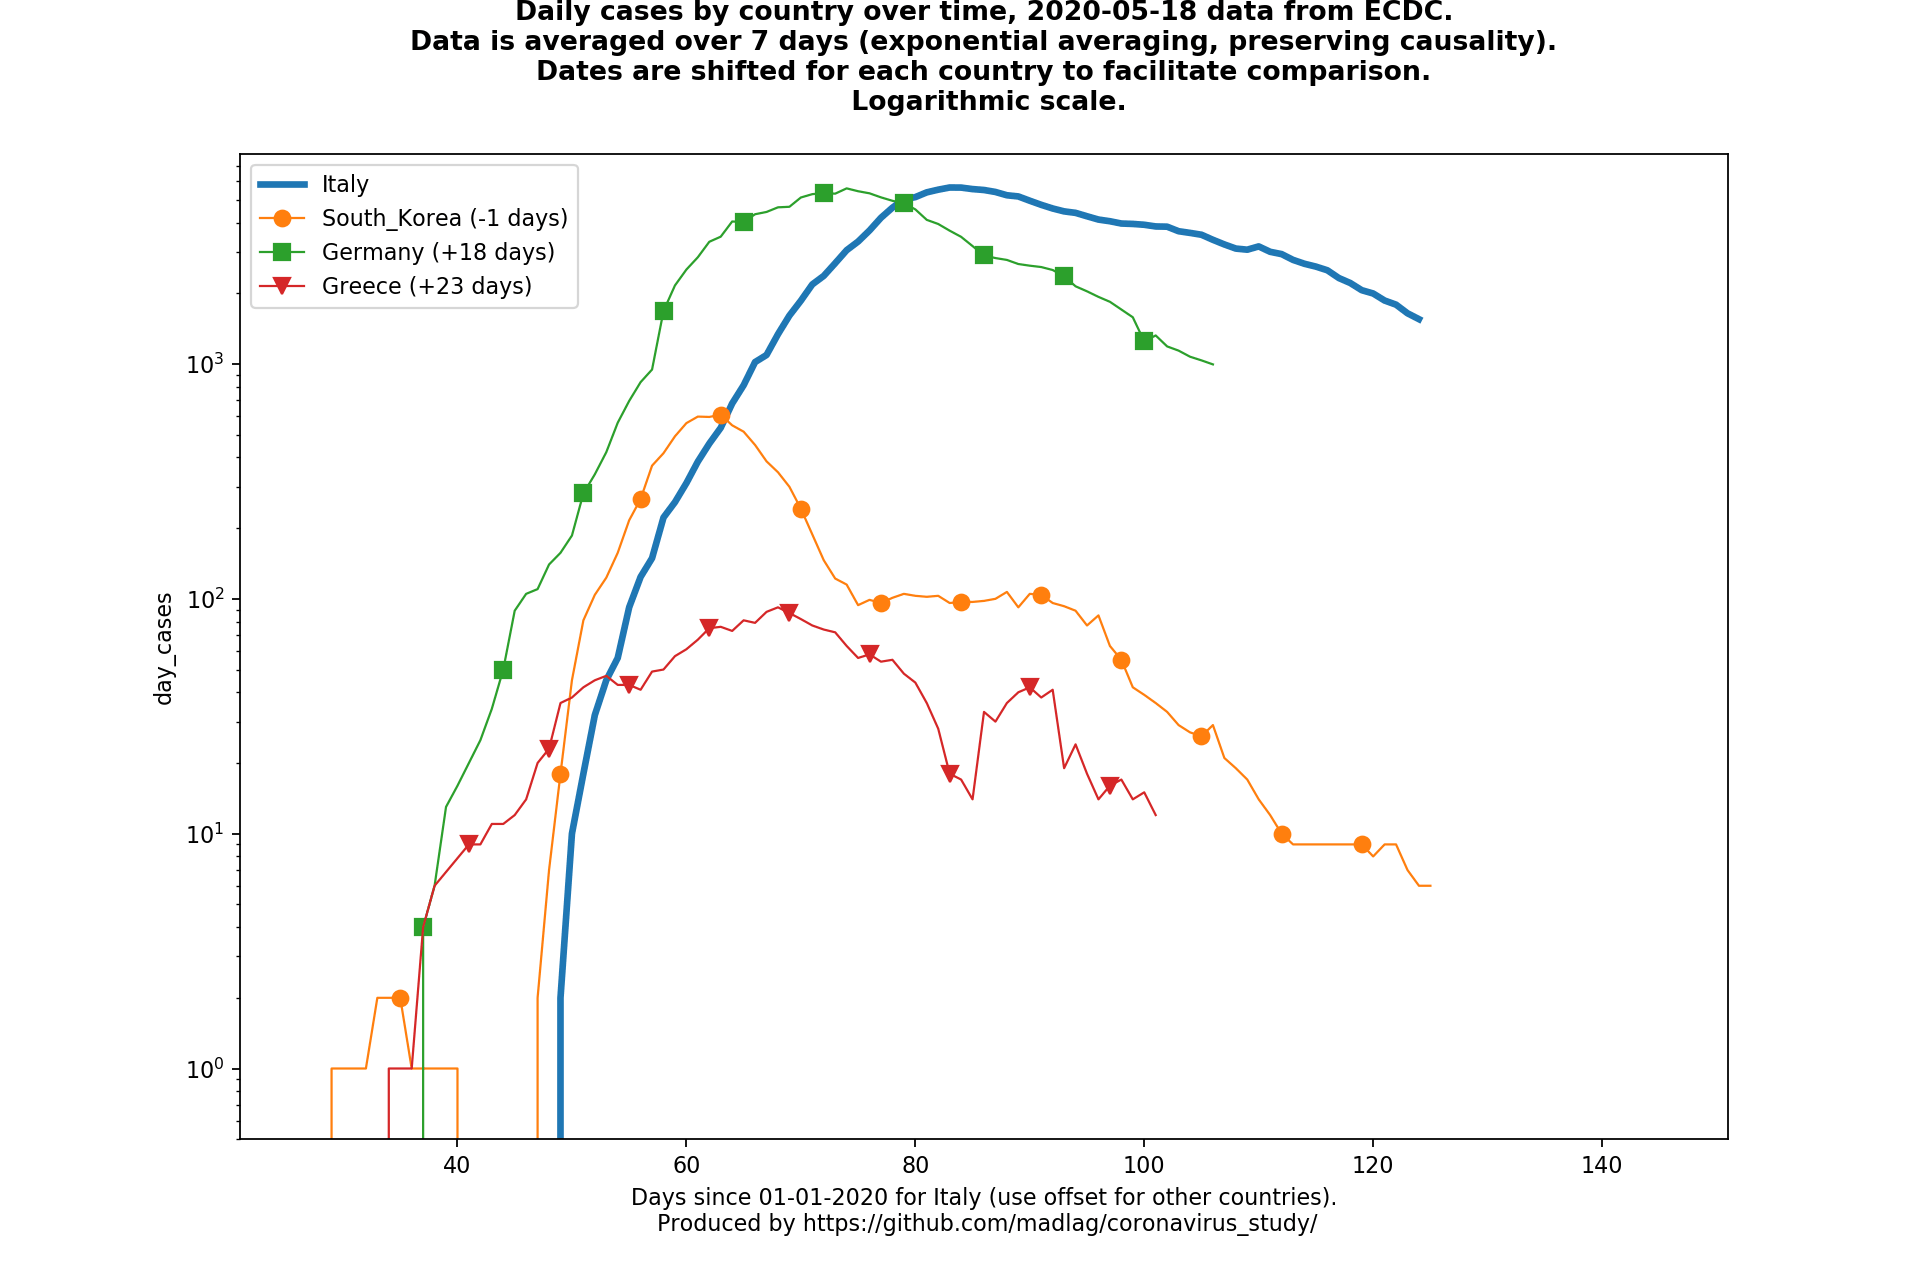 Daily cases by country over time, 2020-05-18 data from ECDC.
Data is averaged over 7 days (exponential averaging, preserving causality).
Dates are shifted for each country to facilitate comparison.
Logarithmic scale.
Italy
South_Korea (-1 days)
Germany (+18 days)
Greece (+23 days)
10³
10²
10¹
10⁰
day_cases
40 60 80 100 120 140
Days since 01-01-2020 for Italy (use offset for other countries).
Produced by https://github.com/madlag/coronavirus_study/